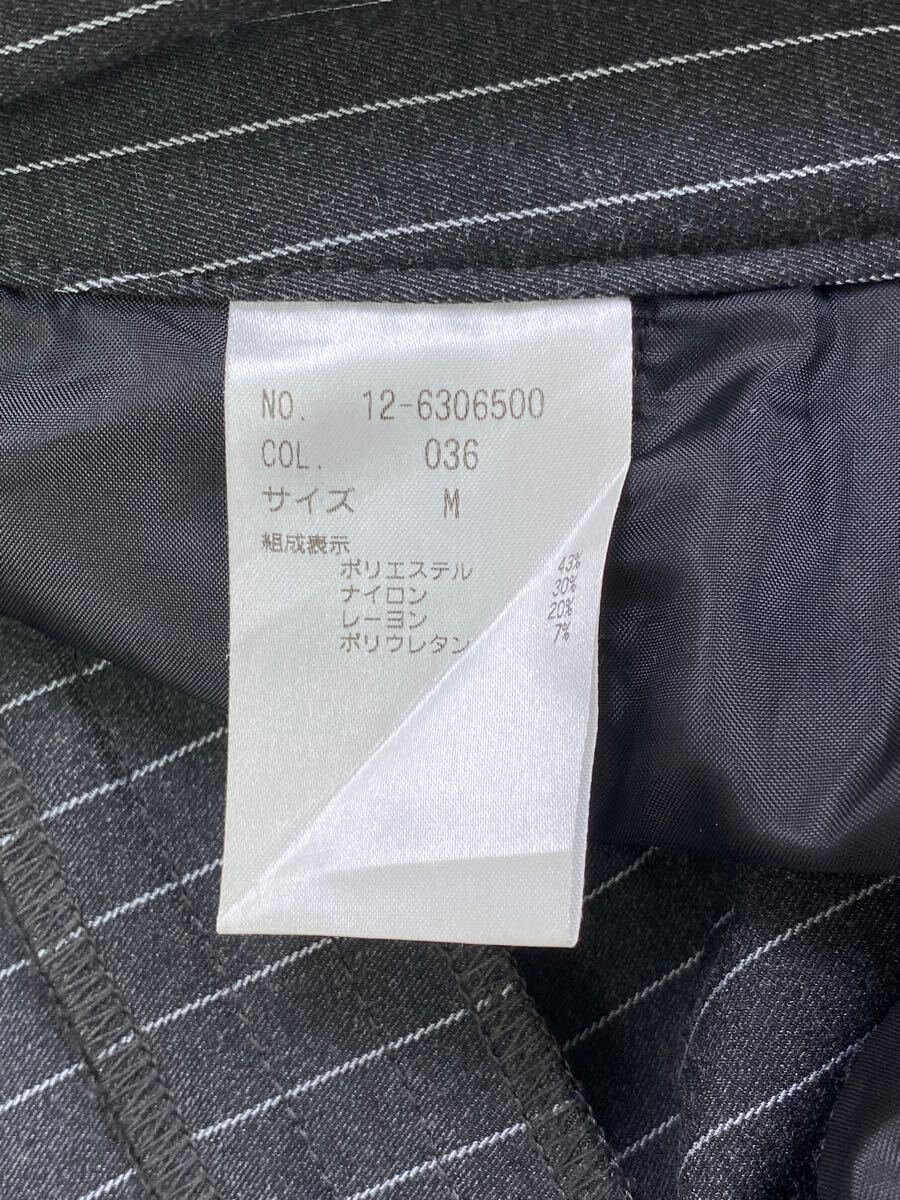 NO. 12-6306500
COL. 036
サイズ M
組成表示
ポリエステル 43%
ナイロン 30%
レーヨン 20%
ポリウレタン 7%